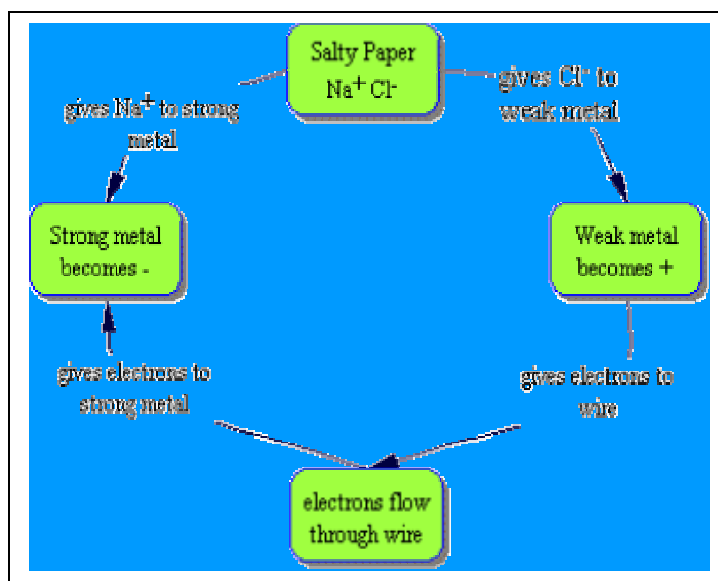 Salty Paper
Na+ Cl-
gives Na+ to strong
metal
gives Cl- to
weak metal
Strong metal
becomes -
Weak metal
becomes +
gives electrons to
strong metal
gives electrons to
wire
electrons flow
through wire